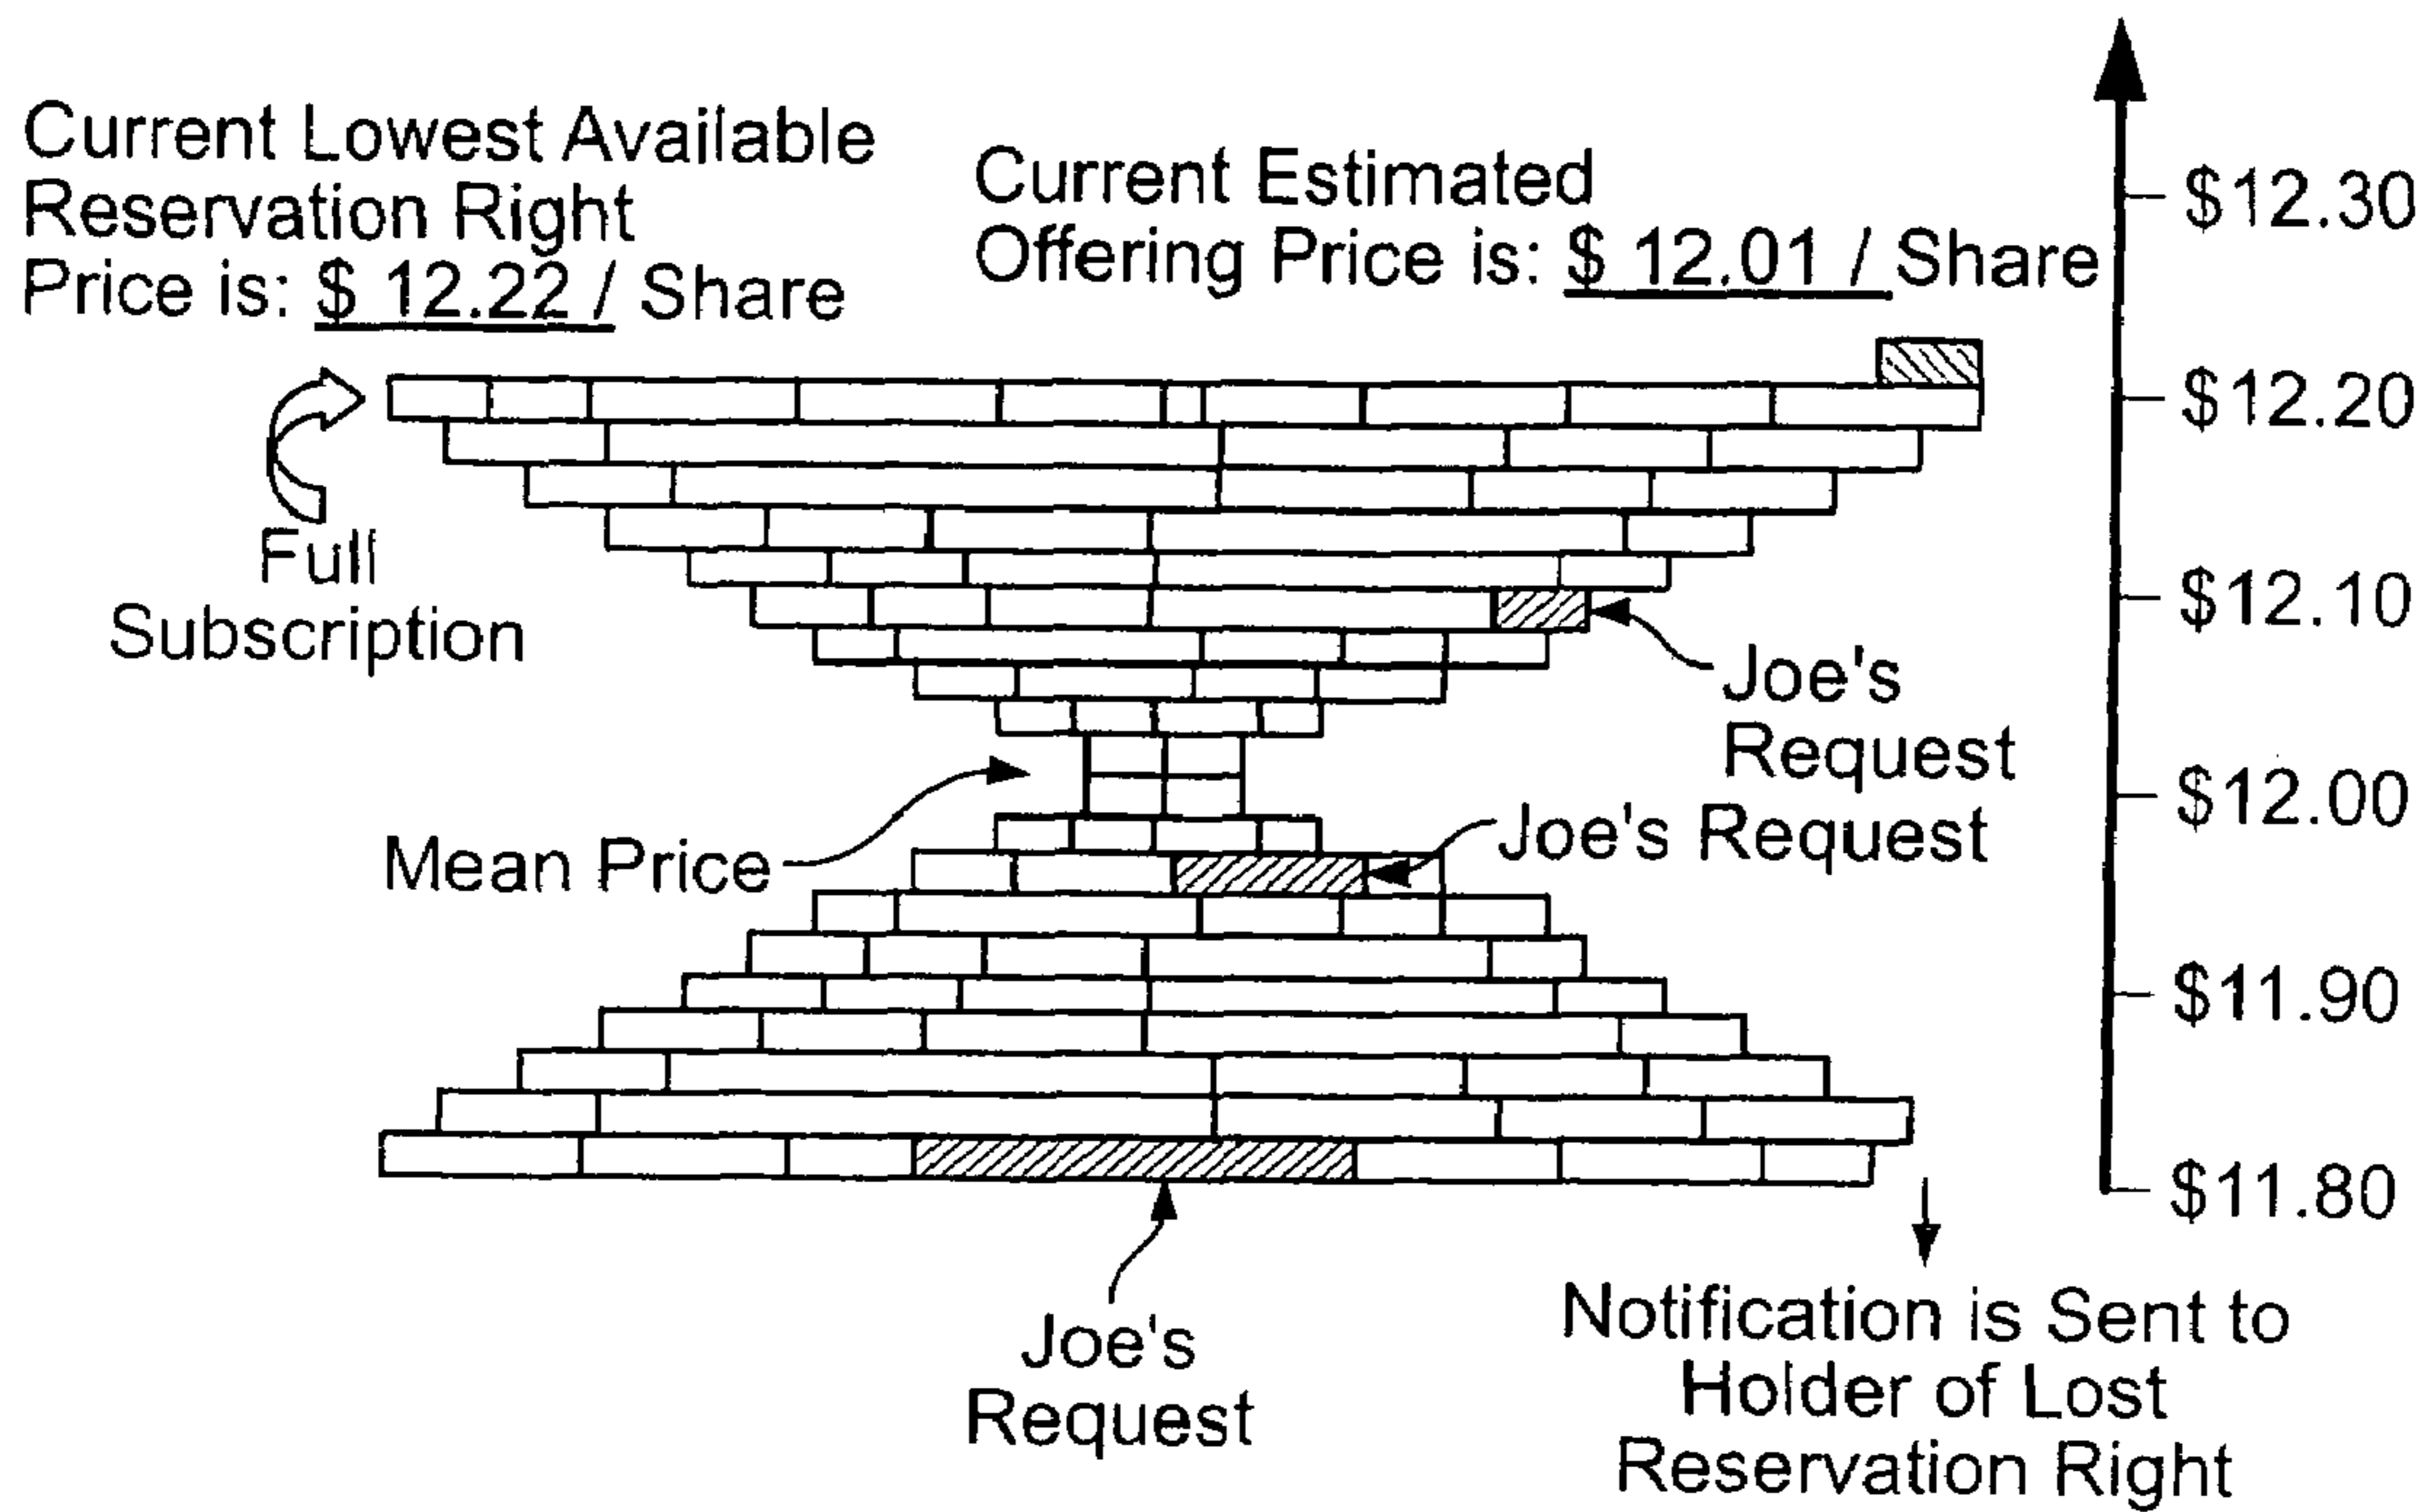 Current Lowest Available
Reservation Right
Price is: $ 12.22 / Share
Current Estimated
Offering Price is: $ 12.01 / Share
$12.30
$12.20
$12.10
$12.00
$11.90
$11.80
Full
Subscription
Joe's
Request
Mean Price
Joe's Request
Joe's
Request
Notification is Sent to
Holder of Lost
Reservation Right